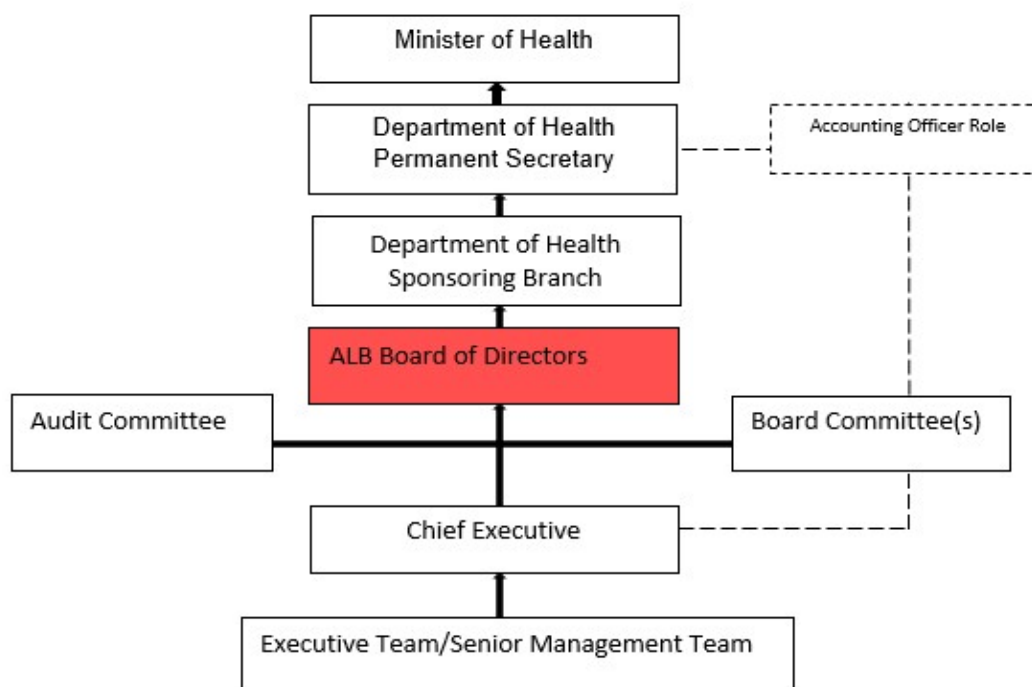 Minister of Health
Department of Health
Permanent Secretary
Accounting Officer Role
Department of Health
Sponsoring Branch
ALB Board of Directors
Audit Committee
Board Committee(s)
Chief Executive
Executive Team/Senior Management Team